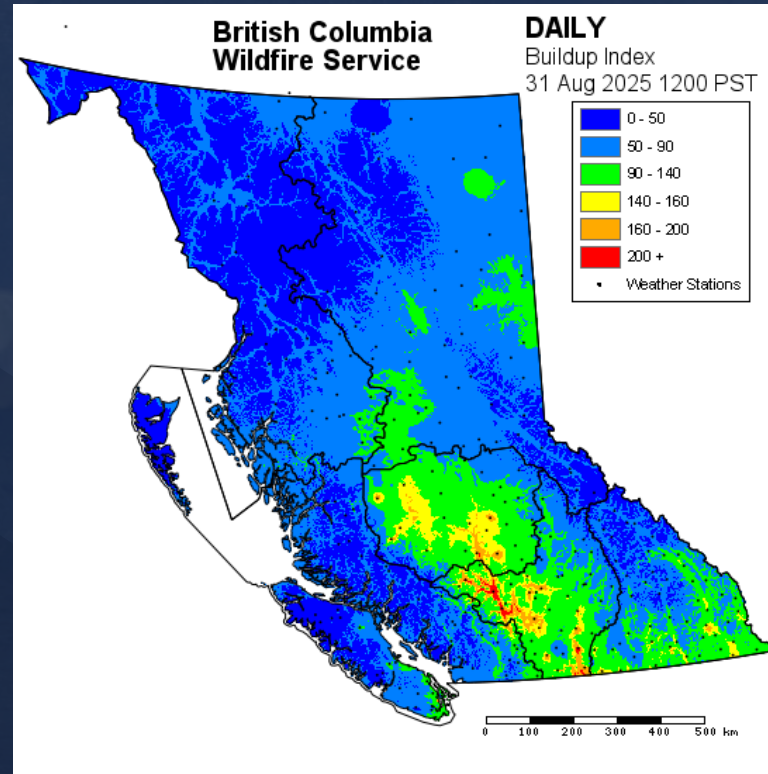 British Columbia
Wildfire Service
DAILY
Buildup Index
31 Aug 2025 1200 PST
0 - 50
50 - 90
90 - 140
140 - 160
160 - 200
200 +
Weather Stations
0 100 200 300 400 500 km